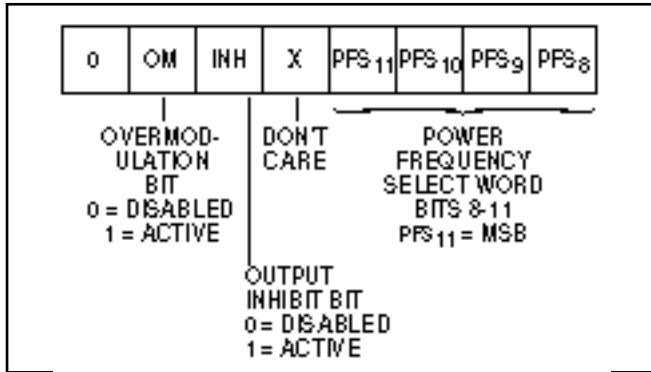 0 OM INH X PFS₁₁ PFS₁₀ PFS₉ PFS₈
OVERMOD-
ULATION
BIT
0 = DISABLED
1 = ACTIVE
DON'T
CARE
POWER
FREQUENCY
SELECT WORD
BITS 8-11
PFS₁₁ = MSB
OUTPUT
INHIBIT BIT
0 = DISABLED
1 = ACTIVE